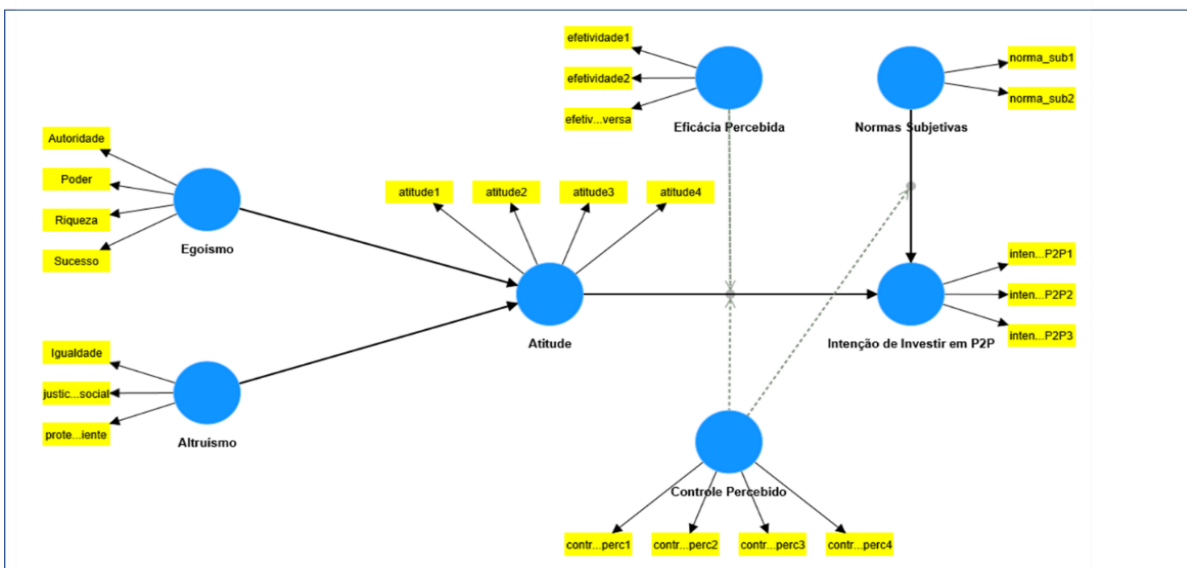 efetividade1
efetividade2
efetiv...versa
Eficácia Percebida
norma_sub1
norma_sub2
Normas Subjetivas
Autoridade
Poder
Riqueza
Sucesso
Egoísmo
atitude1
atitude2
atitude3
atitude4
Atitude
inten...P2P1
inten...P2P2
inten...P2P3
Intenção de Investir em P2P
Igualdade
justic...social
prote...iente
Altruísmo
Controle Percebido
contr...perc1
contr...perc2
contr...perc3
contr...perc4